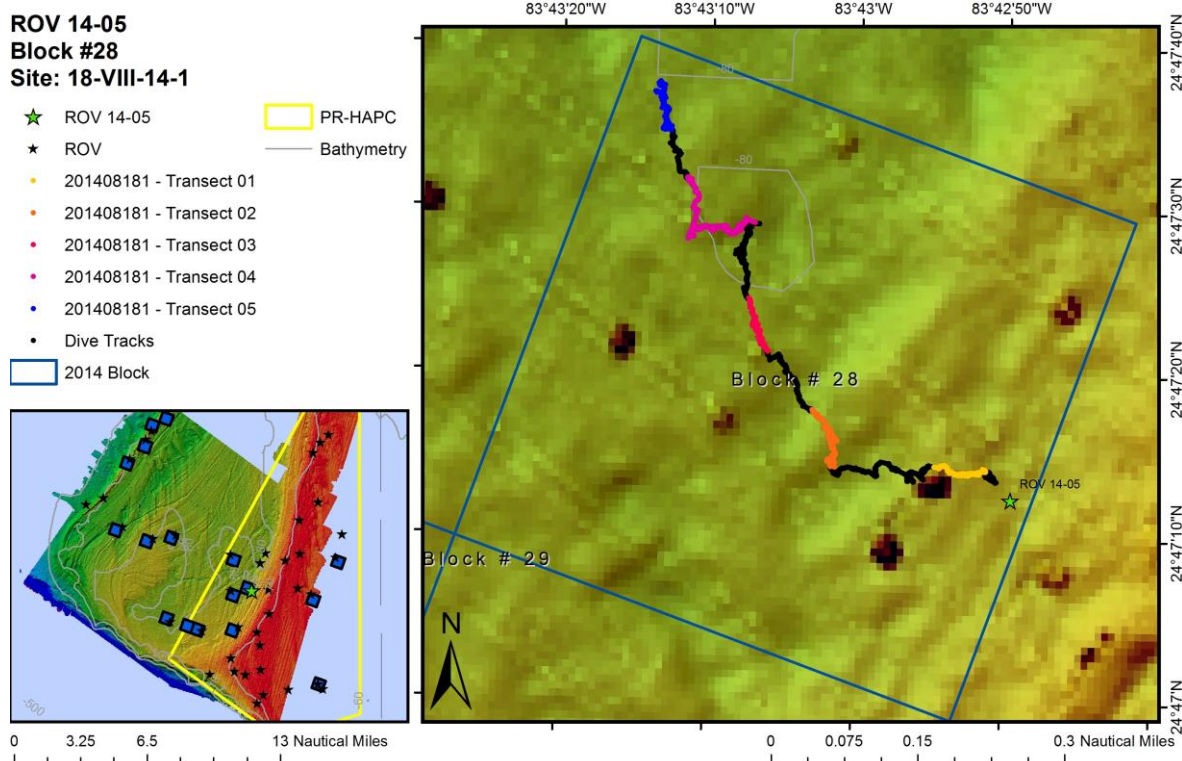 ROV 14-05
Block #28
Site: 18-VIII-14-1
ROV 14-05
ROV
201408181 - Transect 01
201408181 - Transect 02
201408181 - Transect 03
201408181 - Transect 04
201408181 - Transect 05
Dive Tracks
2014 Block
PR-HAPC
Bathymetry
83°43'20"W
83°43'10"W
83°43'W
83°42'50"W
24°47'40"N
24°47'30"N
24°47'20"N
24°47'10"N
24°47'N
-80
-80
Block # 28
ROV 14-05
Block # 29
N
-500
-60
0 3.25 6.5 13 Nautical Miles
0 0.075 0.15 0.3 Nautical Miles